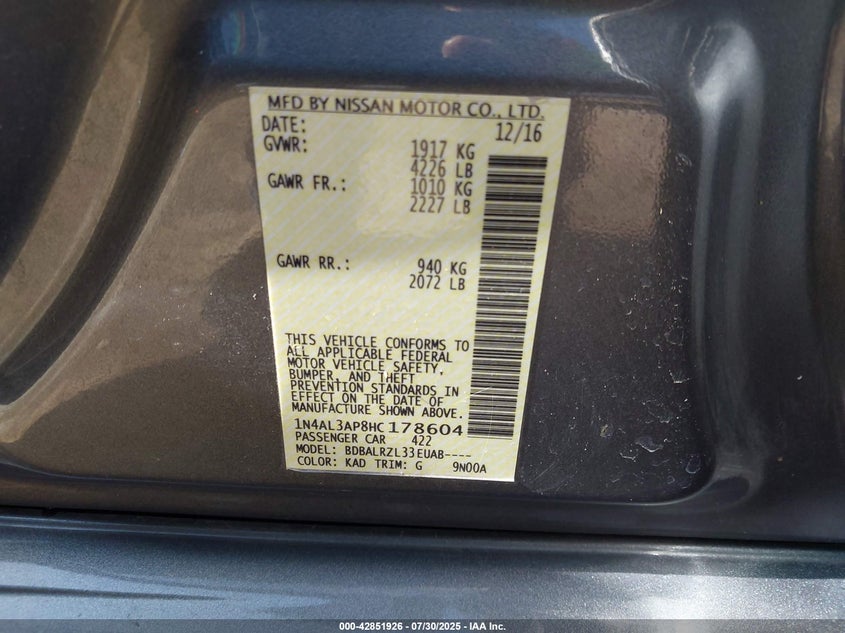 MFD BY NISSAN MOTOR CO., LTD.
DATE: 12/16
GVWR: 1917 KG
4226 LB
GAWR FR.: 1010 KG
2227 LB
GAWR RR.: 940 KG
2072 LB
THIS VEHICLE CONFORMS TO
ALL APPLICABLE FEDERAL
MOTOR VEHICLE SAFETY,
BUMPER, AND THEFT
PREVENTION STANDARDS IN
EFFECT ON THE DATE OF
MANUFACTURE SHOWN ABOVE.
1N4AL3AP8HC178604
PASSENGER CAR 422
MODEL: BDBALRZL33EUAB----
COLOR: KAD TRIM: G 9N00A
000-42851926 - 07/30/2025 - IAA Inc.